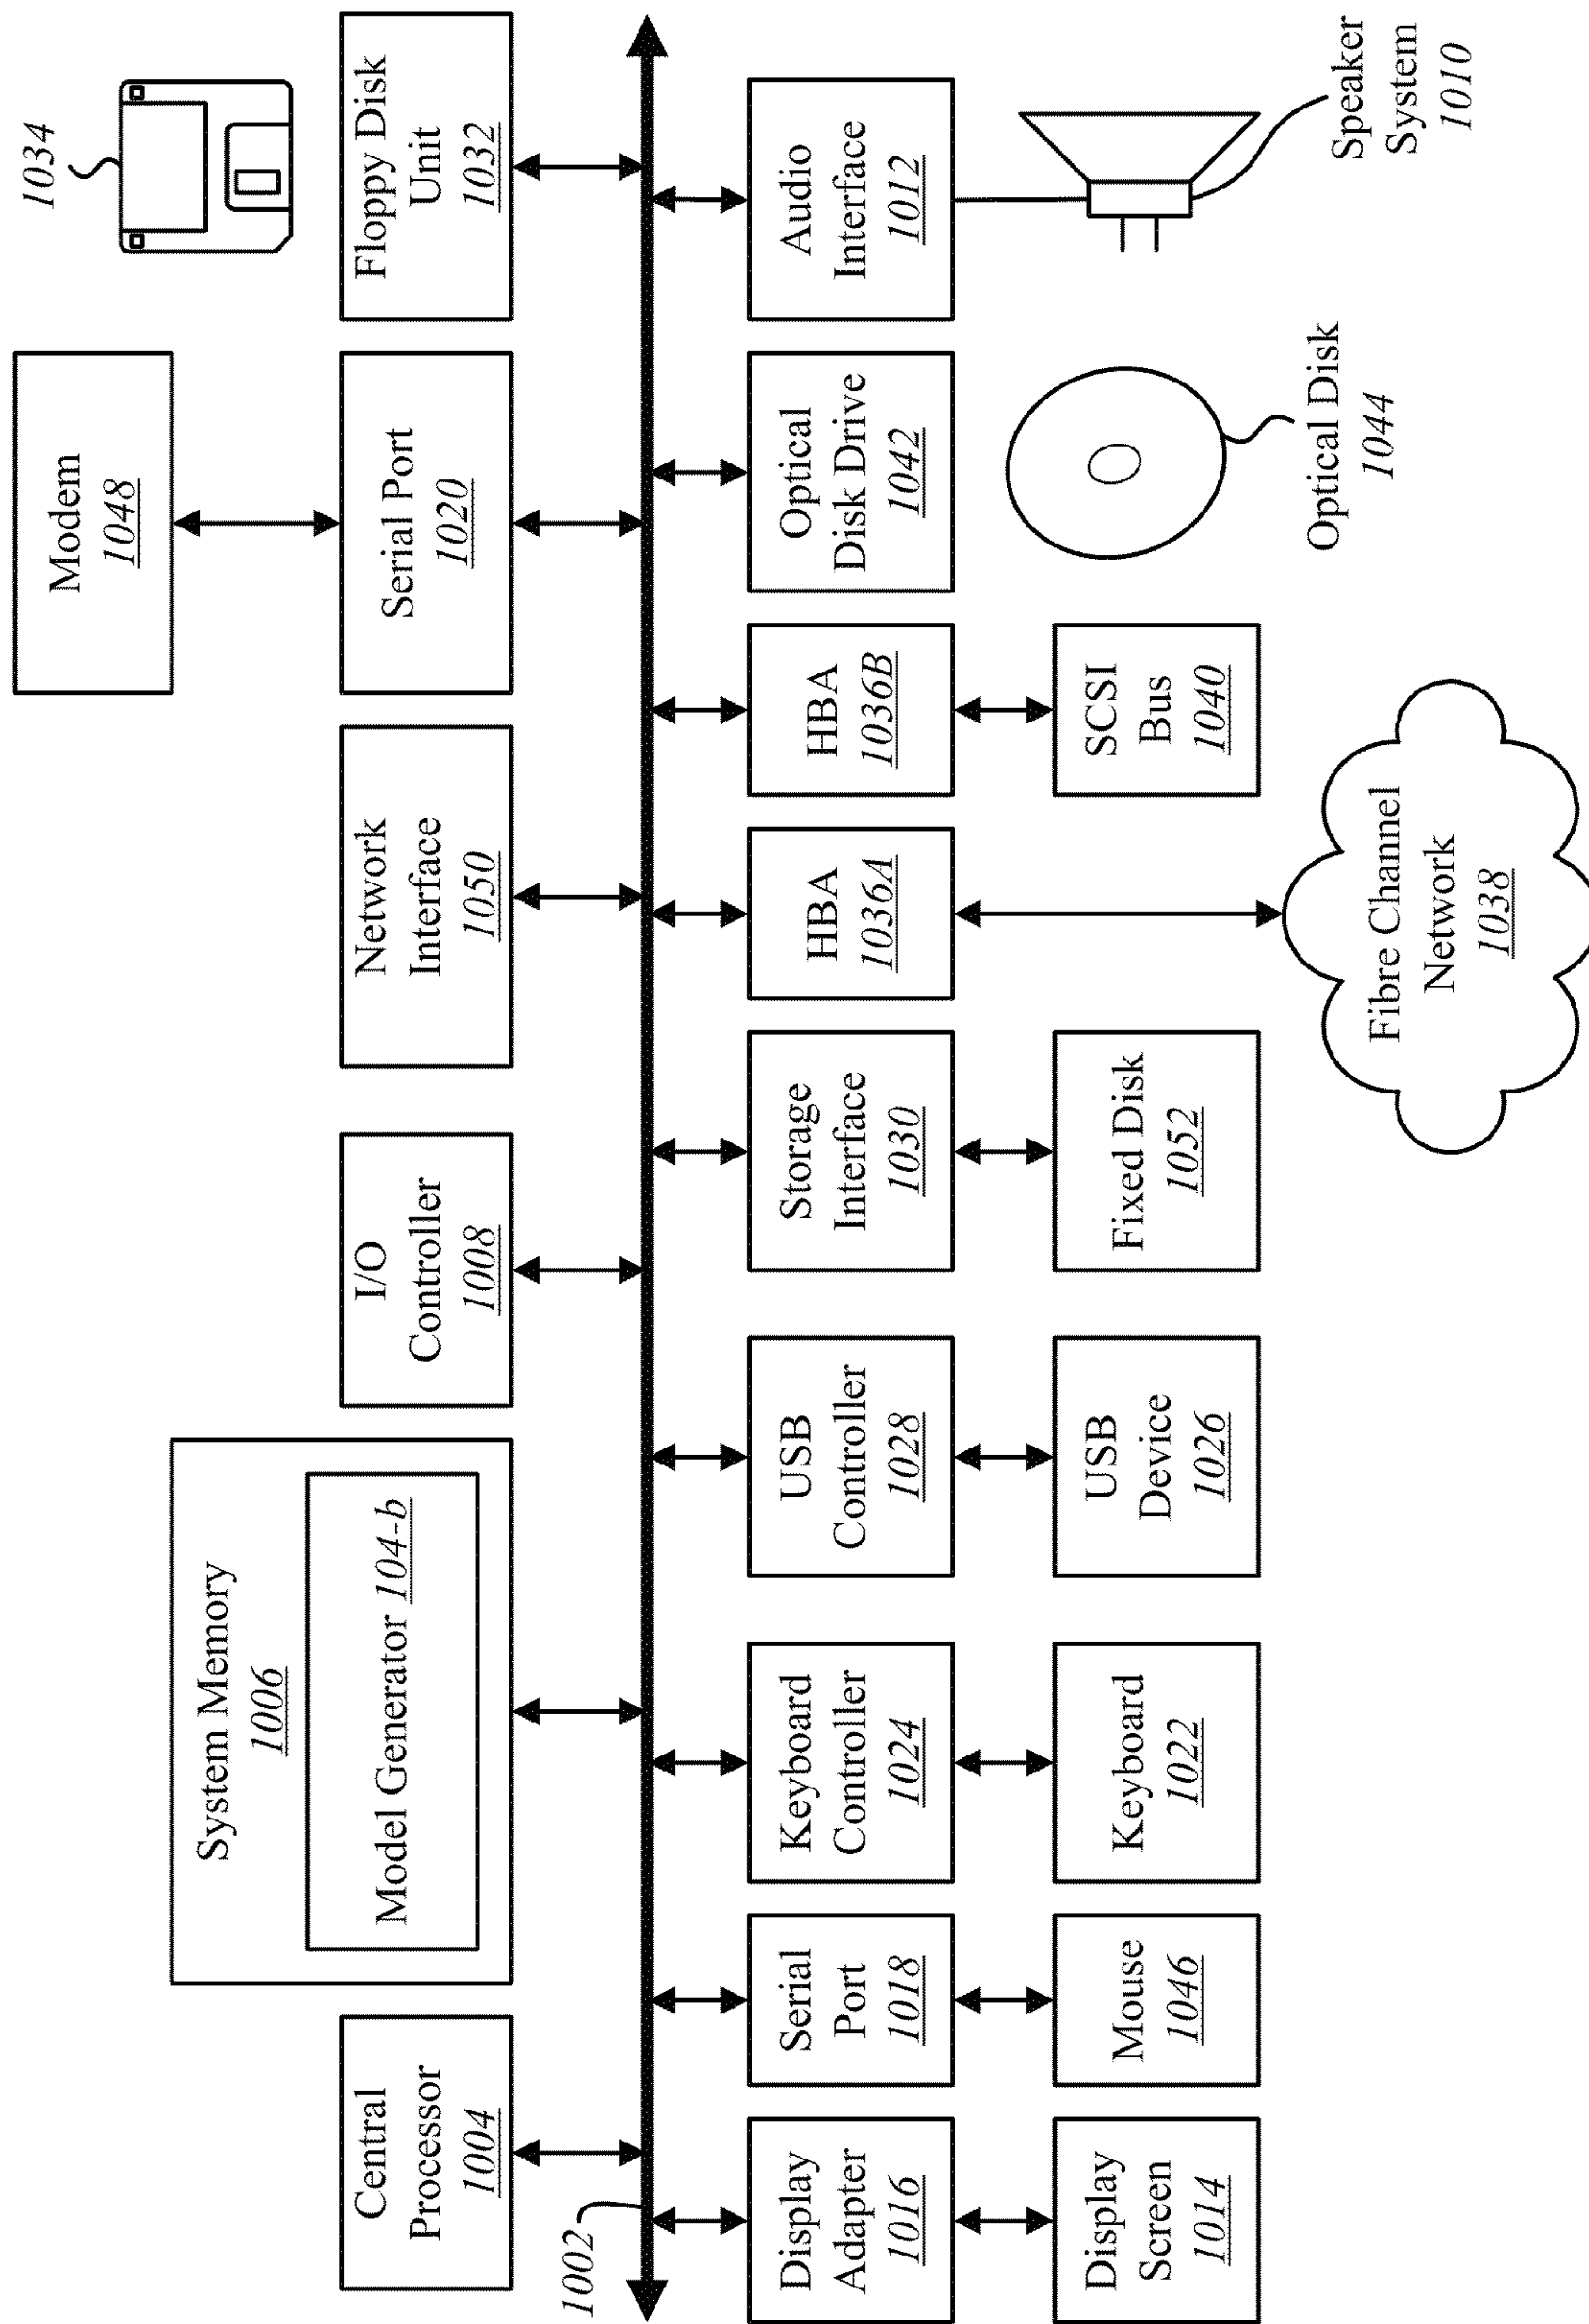 1034
Modem
1048
System Memory
1006
Model Generator 104-b
Central
Processor
1004
I/O
Controller
1008
Network
Interface
1050
Serial Port
1020
Floppy Disk
Unit
1032
1002
Display
Adapter
1016
Serial
Port
1018
Keyboard
Controller
1024
USB
Controller
1028
Storage
Interface
1030
HBA
1036A
HBA
1036B
Optical
Disk Drive
1042
Audio
Interface
1012
Display
Screen
1014
Mouse
1046
Keyboard
1022
USB
Device
1026
Fixed Disk
1052
SCSI
Bus
1040
Fibre Channel
Network
1038
Optical Disk
1044
Speaker
System
1010